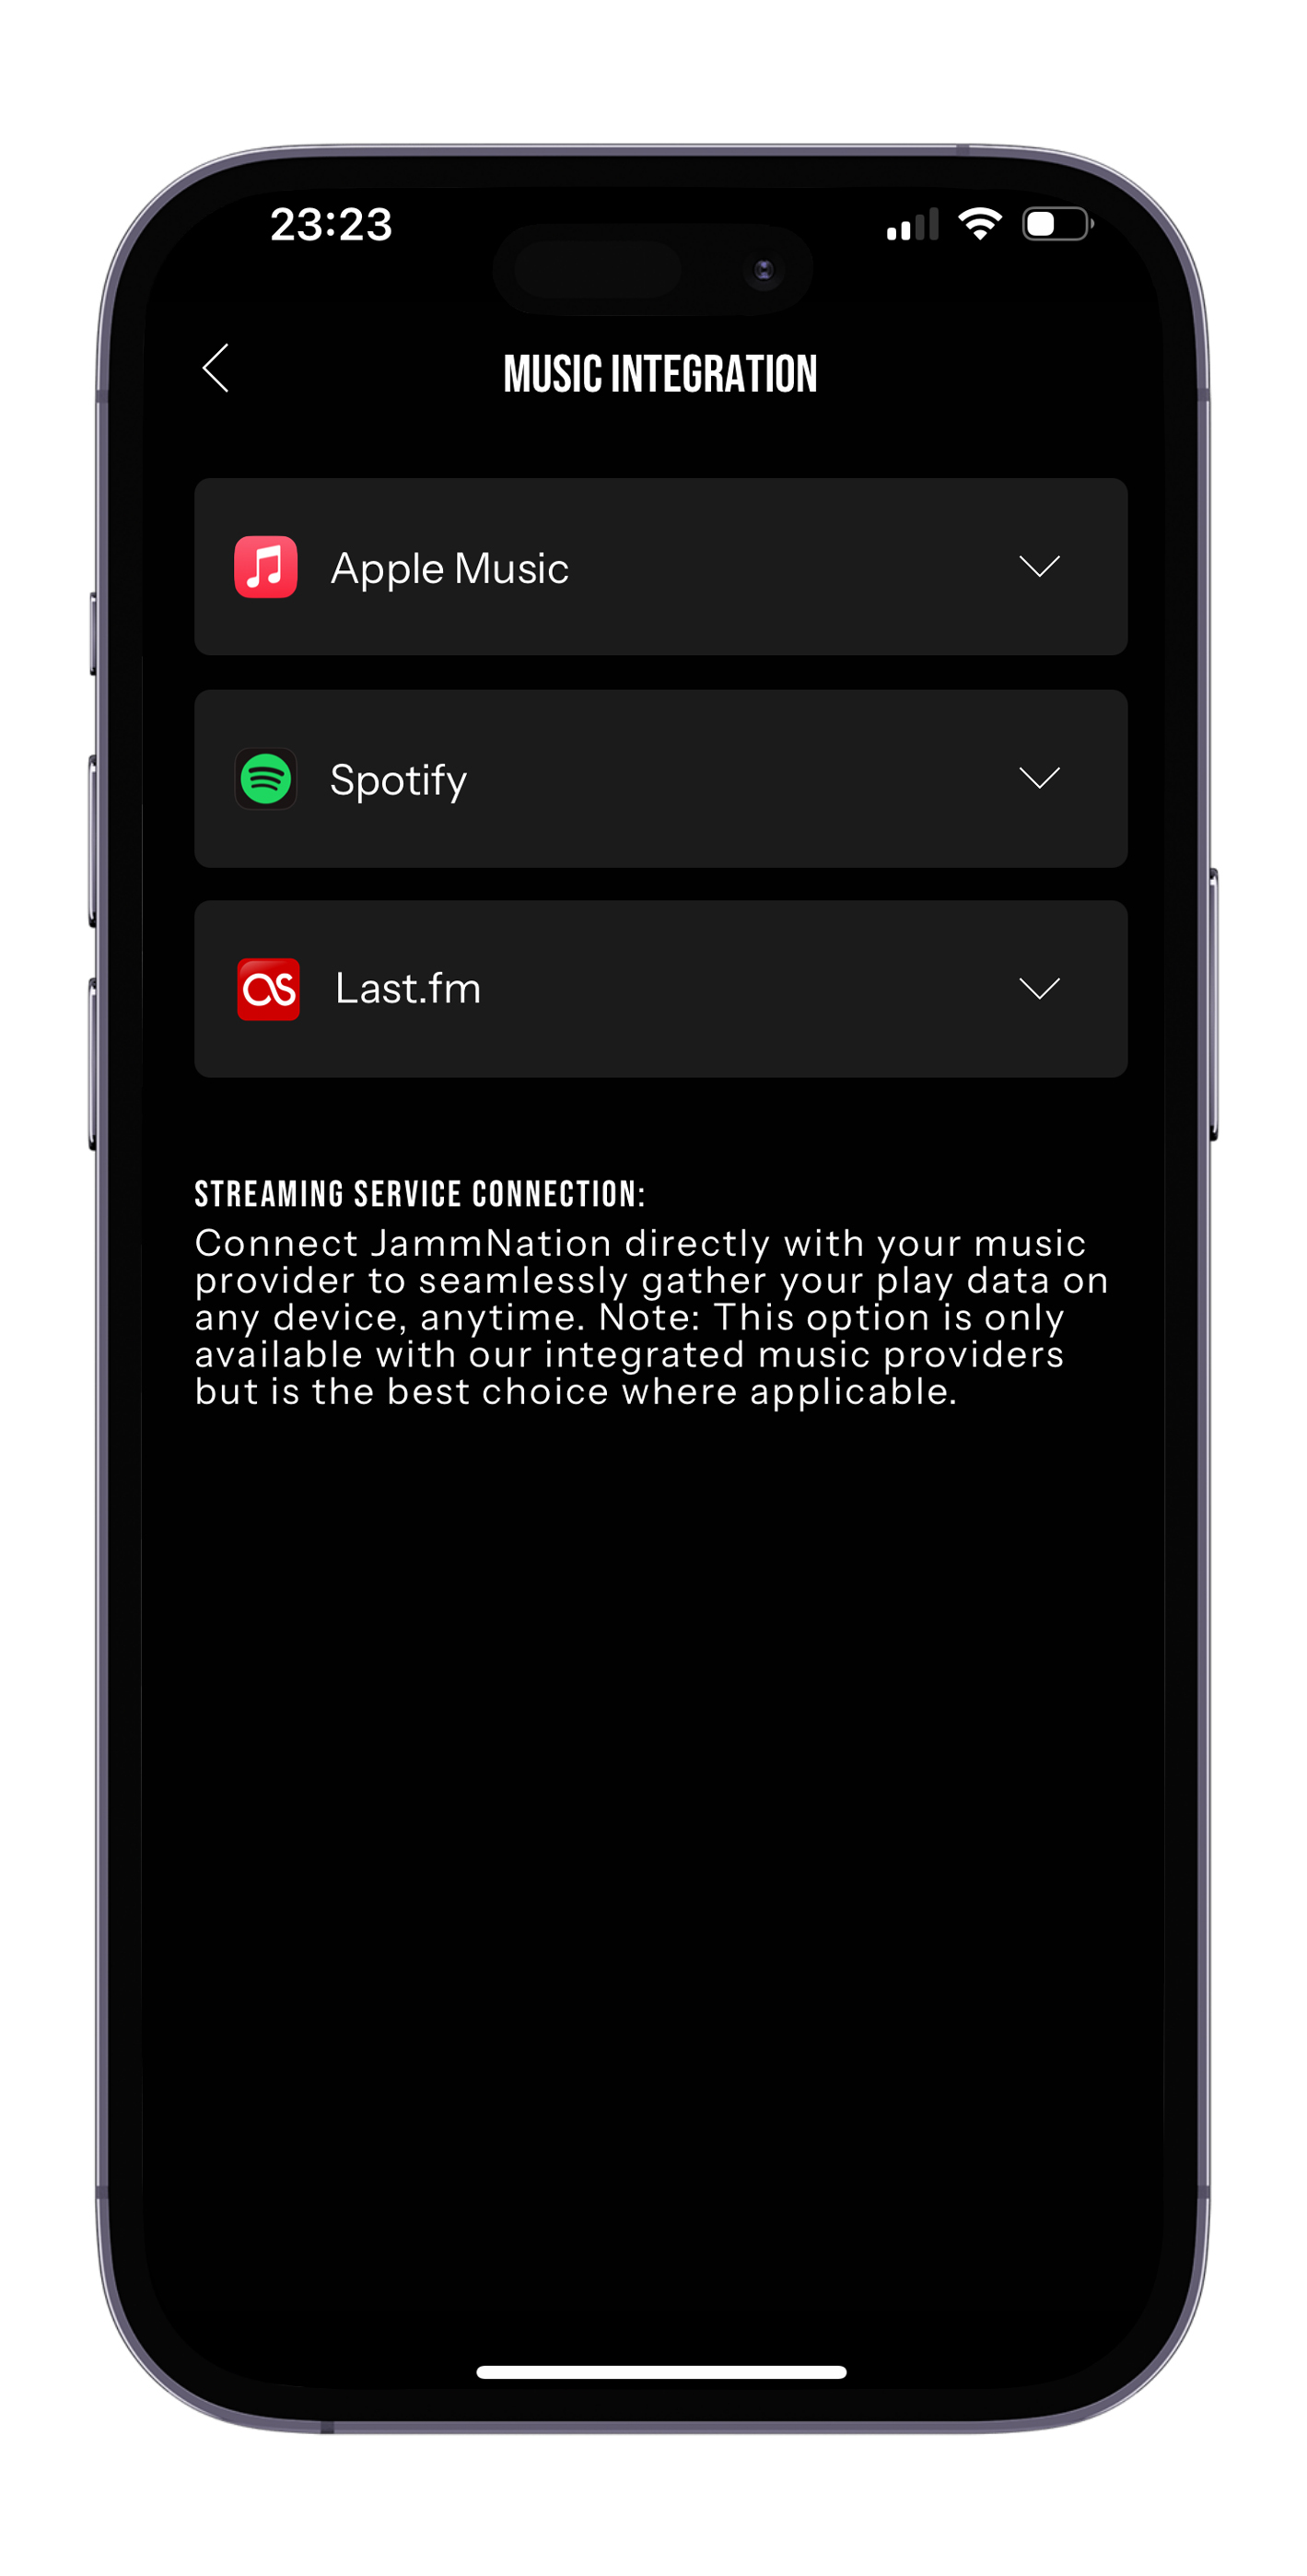 23:23
MUSIC INTEGRATION
Apple Music
Spotify
Last.fm
STREAMING SERVICE CONNECTION:
Connect JammNation directly with your music
provider to seamlessly gather your play data on
any device, anytime. Note: This option is only
available with our integrated music providers
but is the best choice where applicable.